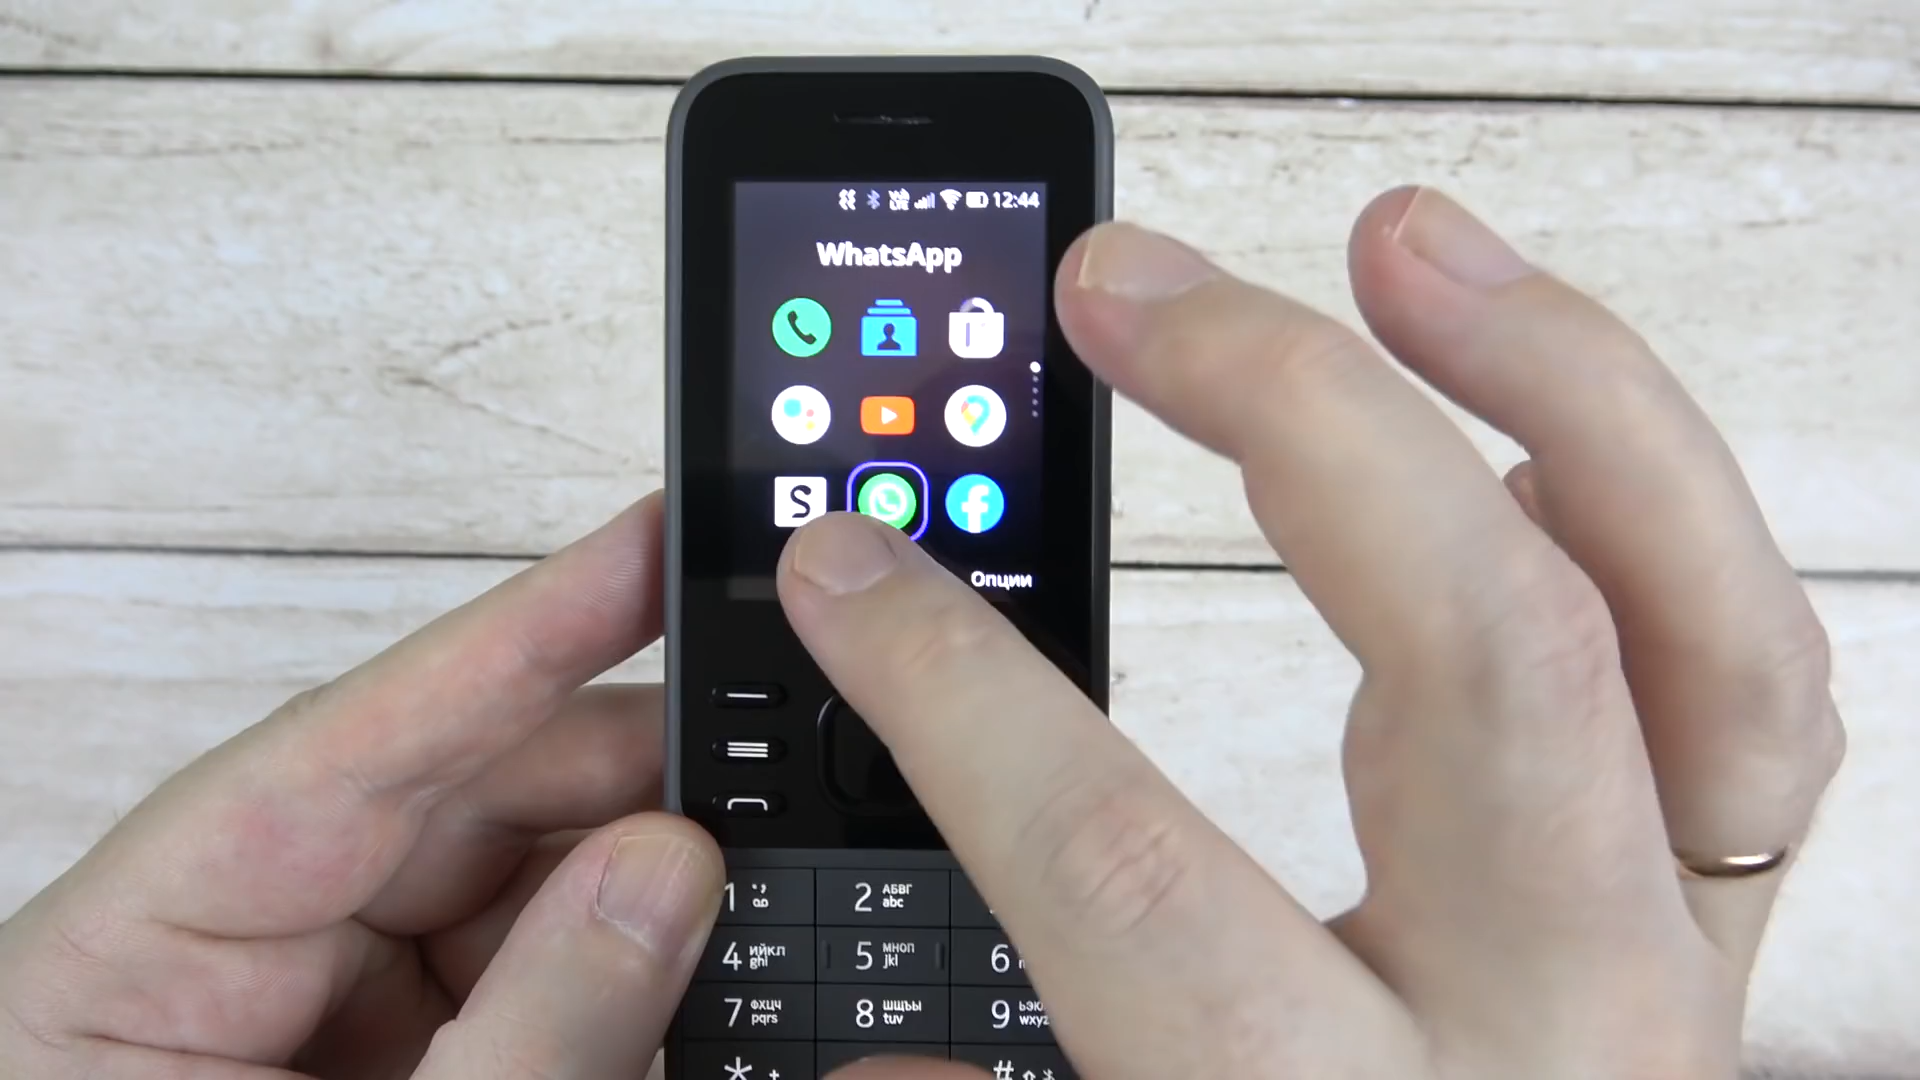 12:44
WhatsApp
S
Опции
1
2 АБВГ
abc
4 ИЙКЛ
ghi
5 МНОП
jkl
6
7 ФХЦЧ
pqrs
8 ШЩЪЫ
tuv
9
wxyz
* +
#